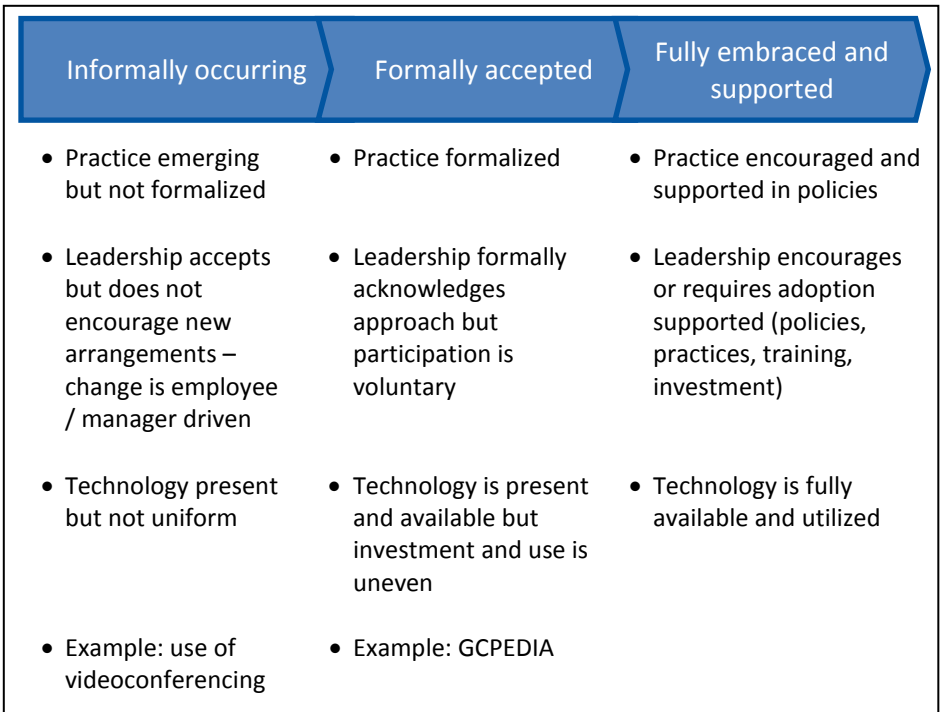 Informally occurring
Formally accepted
Fully embraced and
supported
• Practice emerging
but not formalized
• Leadership accepts
but does not
encourage new
arrangements –
change is employee
/ manager driven
• Technology present
but not uniform
• Example: use of
videoconferencing
• Practice formalized
• Leadership formally
acknowledges
approach but
participation is
voluntary
• Technology is present
and available but
investment and use is
uneven
• Example: GCPEDIA
• Practice encouraged and
supported in policies
• Leadership encourages
or requires adoption
supported (policies,
practices, training,
investment)
• Technology is fully
available and utilized